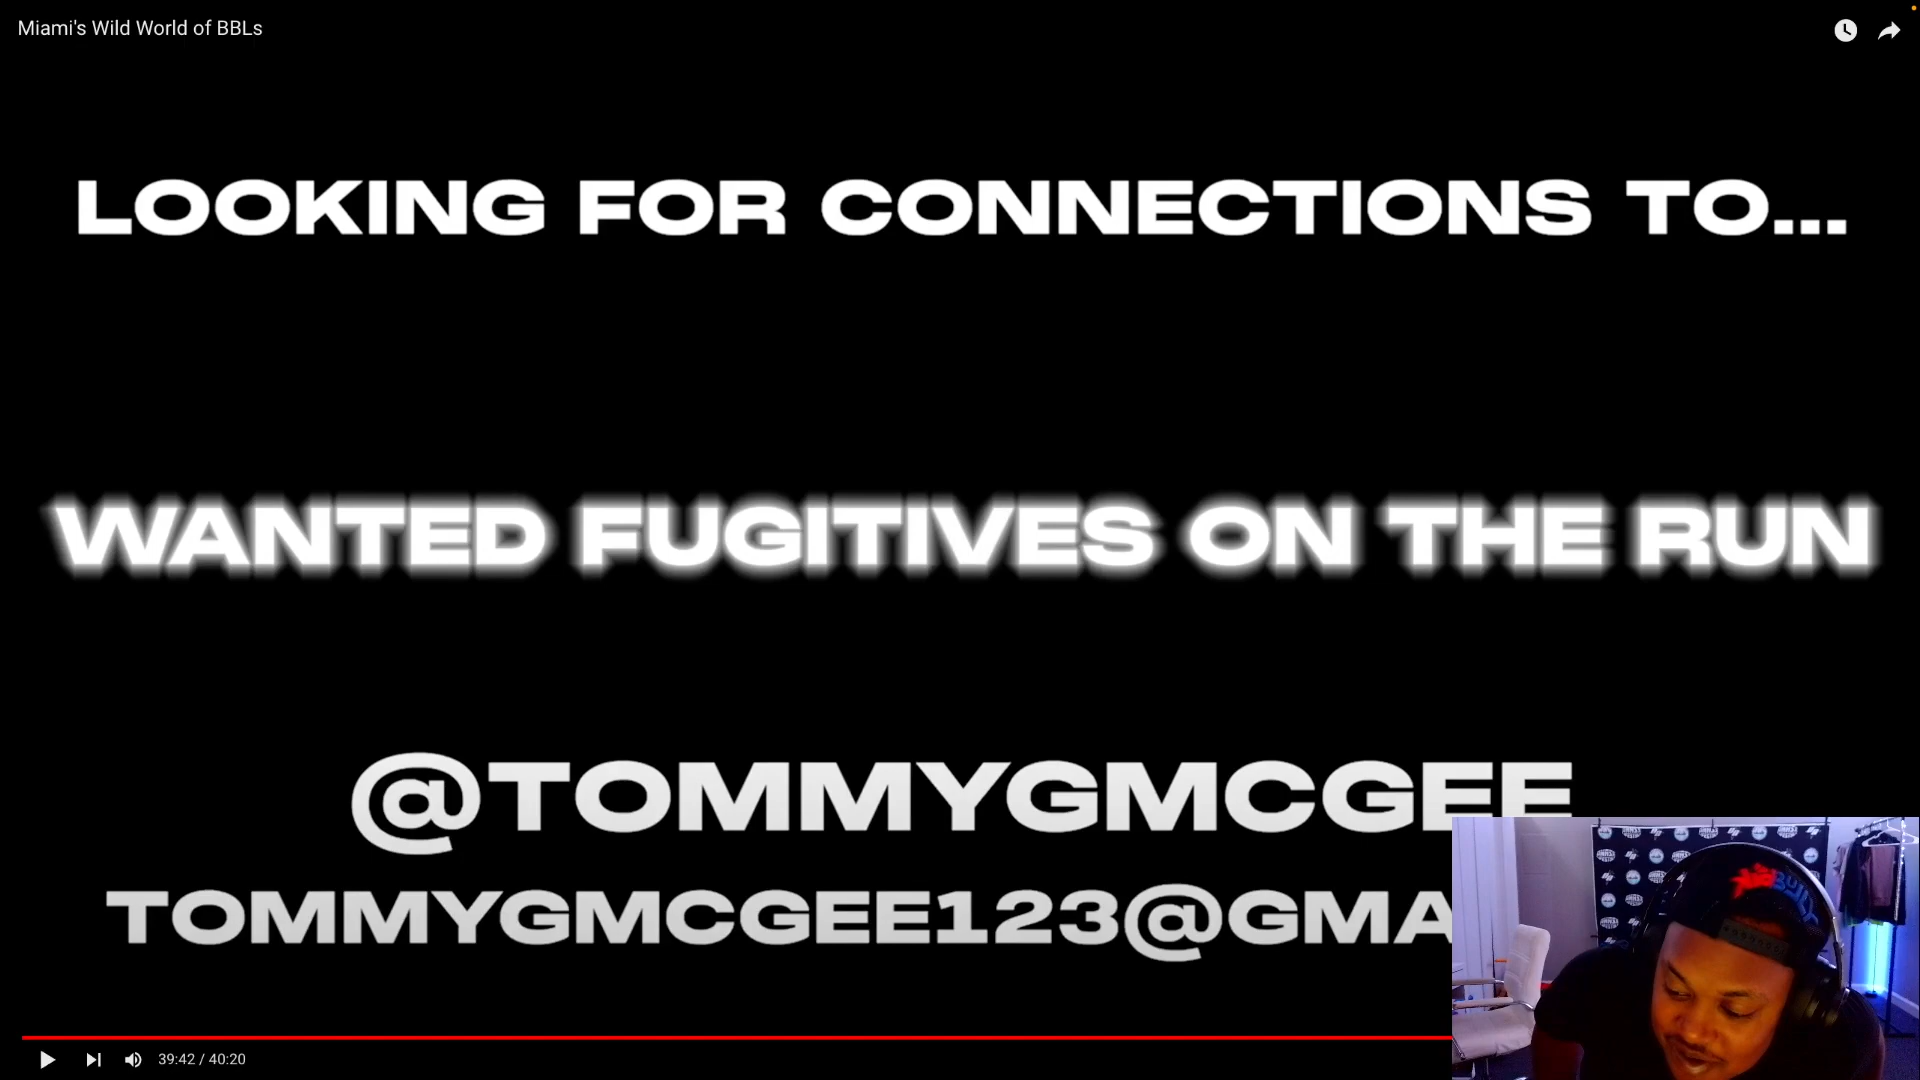 Miami's Wild World of BBLs
LOOKING FOR CONNECTIONS TO...
WANTED FUGITIVES ON THE RUN
@TOMMYGMCGEE
TOMMYGMCGEE123@GMA
39:42 / 40:20